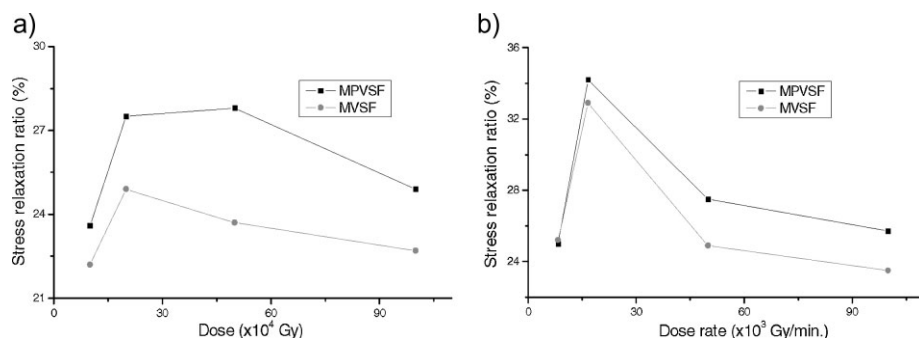 a)
Stress relaxation ratio (%)
30
27
24
21
MPVSF
MVSF
0
30
60
90
Dose (x10⁴ Gy)
b)
Stress relaxation ratio (%)
36
32
28
24
MPVSF
MVSF
0
30
60
90
Dose rate (x10³ Gy/min.)